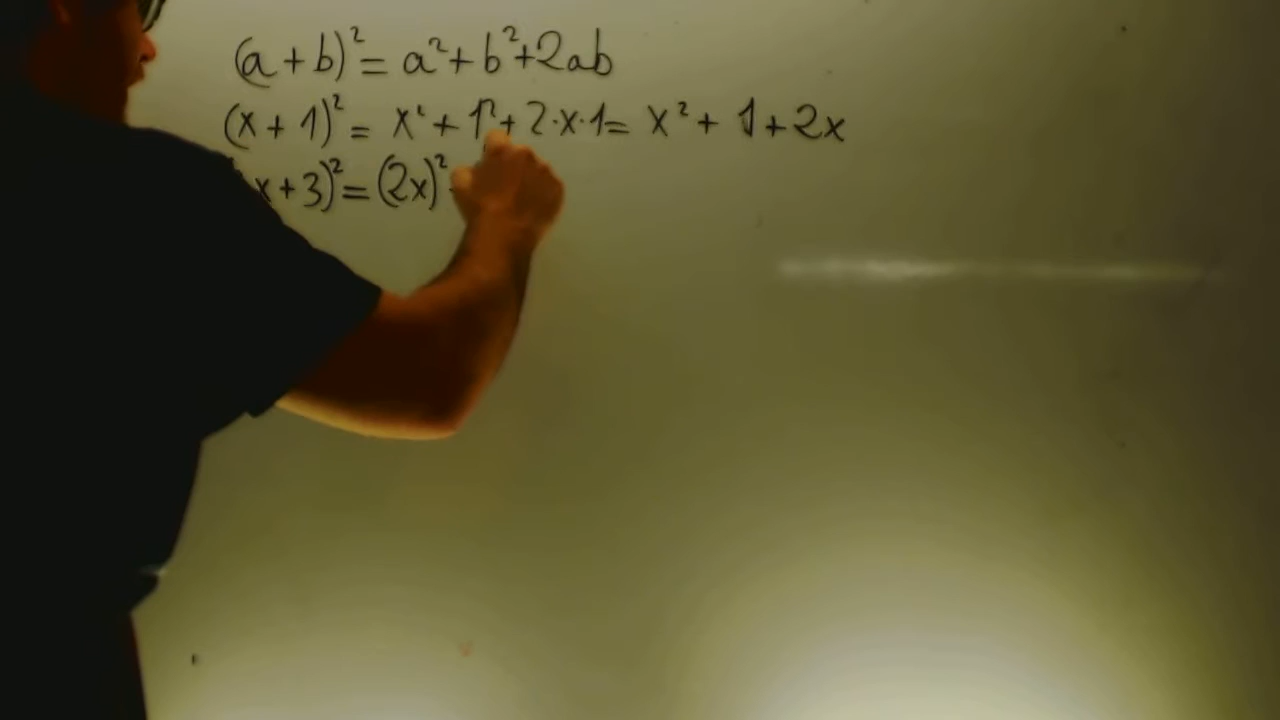 (a+b)²=a²+b²+2ab
(x+1)²= x²+1²+2·x·1= x²+1+2x
x+3)²=(2x)²